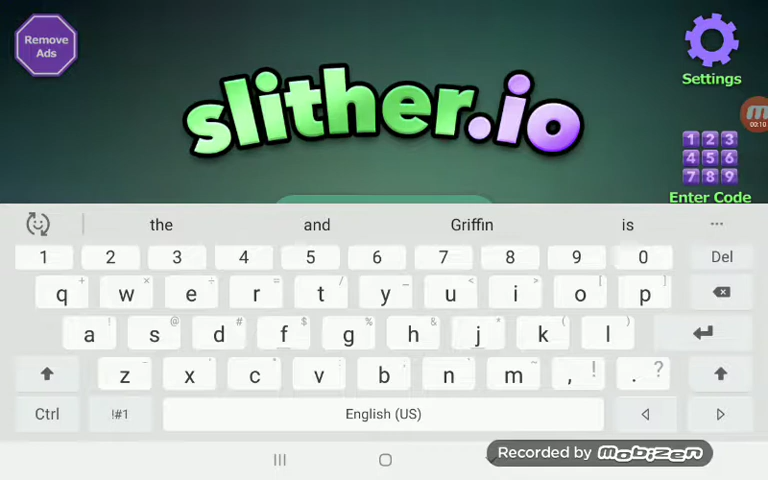 Remove
Ads
slither.io
Settings
00:10
1 2 3
4 5 6
7 8 9
Enter Code
the and Griffin is ...
1 2 3 4 5 6 7 8 9 0 Del
q + w × e ÷ r = t / y _ u < i > o [ p ]
a ! s @ d # f $ g % h & j * k ( l )
z - x ' c " v : b ; n , m ~ , ! . ?
Ctrl !#1 English (US)
Recorded by mobizen